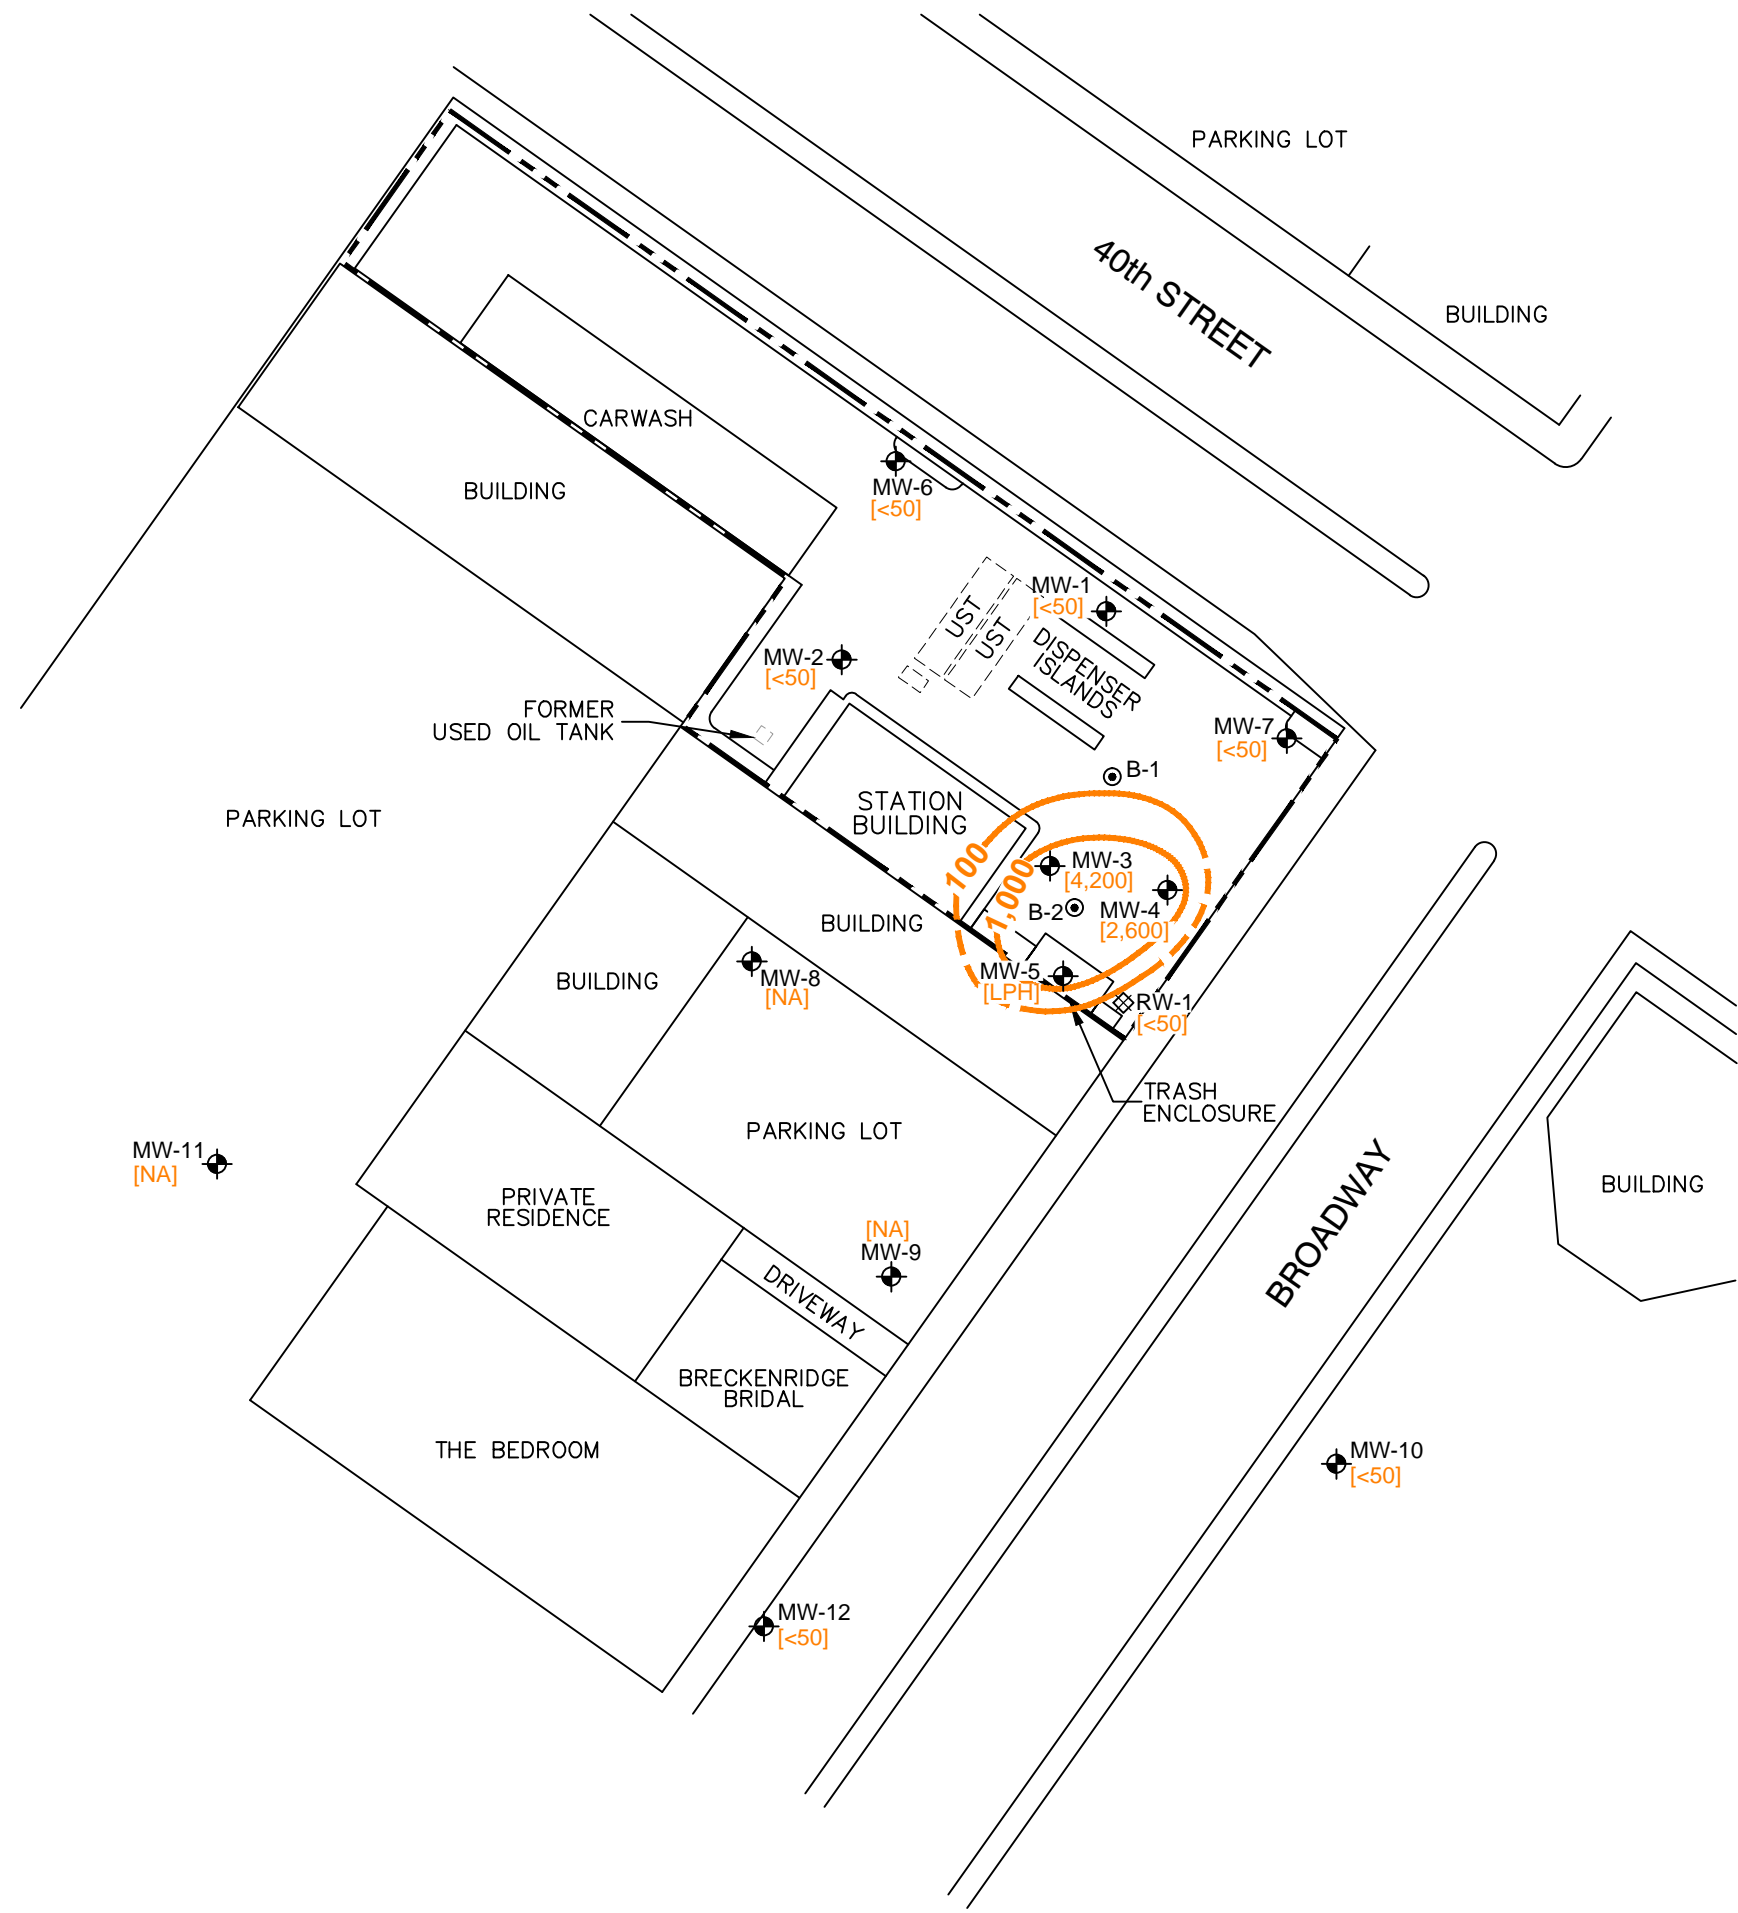 PARKING LOT
40th STREET
BUILDING
CARWASH
BUILDING
MW-6
[<50]
MW-1
[<50]
UST
UST
DISPENSER
ISLANDS
MW-2
[<50]
FORMER
USED OIL TANK
MW-7
[<50]
B-1
STATION
BUILDING
PARKING LOT
100
1,000
MW-3
[4,200]
B-2
MW-4
[2,600]
BUILDING
BUILDING
MW-8
[NA]
MW-5
[LPH]
RW-1
[<50]
TRASH
ENCLOSURE
PARKING LOT
MW-11
[NA]
PRIVATE
RESIDENCE
[NA]
MW-9
BROADWAY
BUILDING
DRIVEWAY
BRECKENRIDGE
BRIDAL
THE BEDROOM
MW-10
[<50]
MW-12
[<50]